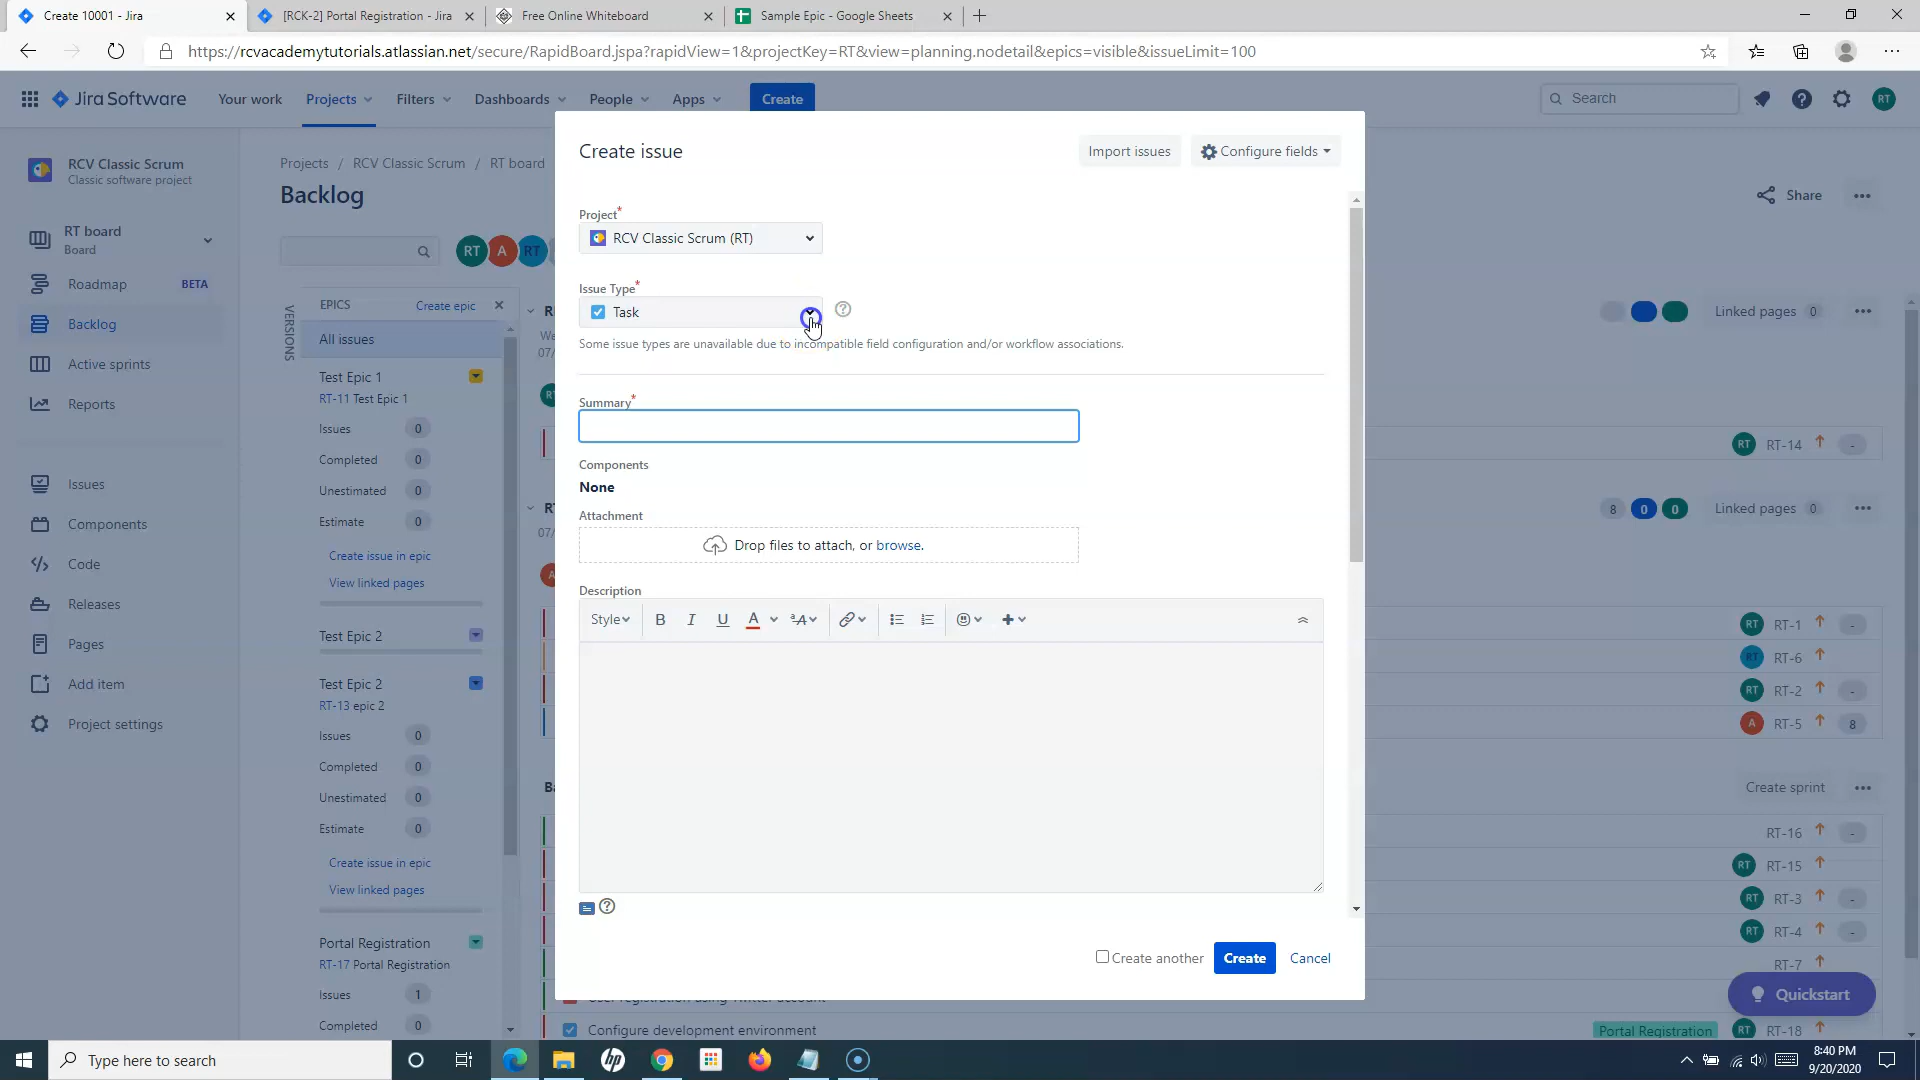 Create 10001 - Jira
[RCK-2] Portal Registration - Jira
Free Online Whiteboard
Sample Epic - Google Sheets
https://rcvacademytutorials.atlassian.net/secure/RapidBoard.jspa?rapidView=1&projectKey=RT&view=planning.nodetail&epics=visible&issueLimit=100
Jira Software
Your work
Projects
Filters
Dashboards
People
Apps
Create
Search
RT
RCV Classic Scrum
Classic software project
RT board
Board
Roadmap
BETA
Backlog
Active sprints
Reports
Issues
Components
Code
Releases
Pages
Add item
Project settings
Projects / RCV Classic Scrum / RT board
Backlog
Share
RT
A
RT
VERSIONS
EPICS
Create epic
All issues
Test Epic 1
RT-11 Test Epic 1
Issues 0
Completed 0
Unestimated 0
Estimate 0
Create issue in epic
View linked pages
Test Epic 2
Test Epic 2
RT-13 epic 2
Issues 0
Completed 0
Unestimated 0
Estimate 0
Create issue in epic
View linked pages
Portal Registration
RT-17 Portal Registration
Issues 1
Completed 0
Create issue
Import issues
Configure fields
Project*
RCV Classic Scrum (RT)
Issue Type*
Task
Some issue types are unavailable due to incompatible field configuration and/or workflow associations.
Summary*
Components
None
Attachment
Drop files to attach, or browse.
Description
Style
B
I
U
A
Create another
Create
Cancel
Linked pages 0
RT RT-14 -
8 0 0
Linked pages 0
RT RT-1 -
RT RT-6
RT RT-2 -
A RT-5 8
Create sprint
RT-16 -
RT RT-15
RT RT-3 -
RT RT-4 -
RT-7
Quickstart
Configure development environment
Portal Registration
RT RT-18
Type here to search
8:40 PM
9/20/2020